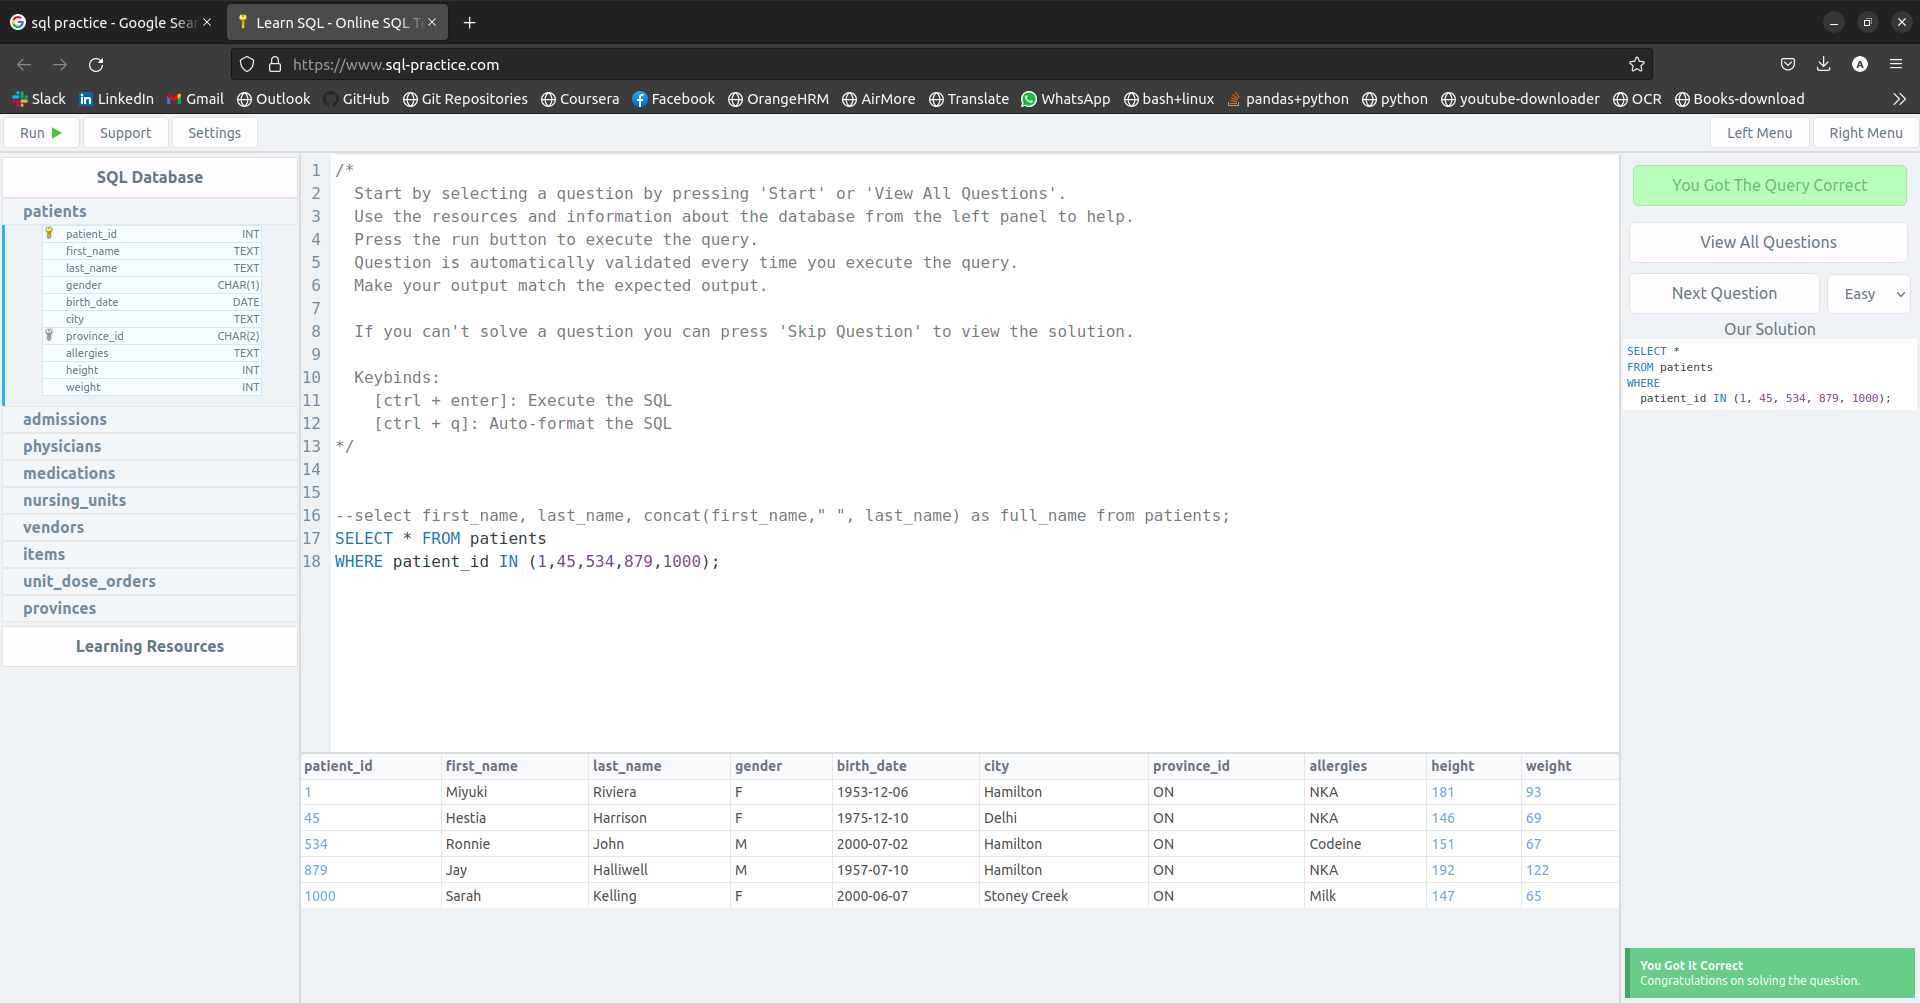 sql practice - Google Sear
Learn SQL - Online SQL Te
https://www.sql-practice.com
Slack LinkedIn Gmail Outlook GitHub Git Repositories Coursera Facebook OrangeHRM AirMore Translate WhatsApp bash+linux pandas+python python youtube-downloader OCR Books-download
Run Support Settings Left Menu Right Menu
SQL Database
patients
patient_id INT
first_name TEXT
last_name TEXT
gender CHAR(1)
birth_date DATE
city TEXT
province_id CHAR(2)
allergies TEXT
height INT
weight INT
admissions
physicians
medications
nursing_units
vendors
items
unit_dose_orders
provinces
Learning Resources
1 /*
2 Start by selecting a question by pressing 'Start' or 'View All Questions'.
3 Use the resources and information about the database from the left panel to help.
4 Press the run button to execute the query.
5 Question is automatically validated every time you execute the query.
6 Make your output match the expected output.
7
8 If you can't solve a question you can press 'Skip Question' to view the solution.
9
10 Keybinds:
11 [ctrl + enter]: Execute the SQL
12 [ctrl + q]: Auto-format the SQL
13 */
14
15
16 --select first_name, last_name, concat(first_name," ", last_name) as full_name from patients;
17 SELECT * FROM patients
18 WHERE patient_id IN (1,45,534,879,1000);
patient_id first_name last_name gender birth_date city province_id allergies height weight
1 Miyuki Riviera F 1953-12-06 Hamilton ON NKA 181 93
45 Hestia Harrison F 1975-12-10 Delhi ON NKA 146 69
534 Ronnie John M 2000-07-02 Hamilton ON Codeine 151 67
879 Jay Halliwell M 1957-07-10 Hamilton ON NKA 192 122
1000 Sarah Kelling F 2000-06-07 Stoney Creek ON Milk 147 65
You Got The Query Correct
View All Questions
Next Question Easy
Our Solution
SELECT *
FROM patients
WHERE
patient_id IN (1, 45, 534, 879, 1000);
You Got It Correct
Congratulations on solving the question.